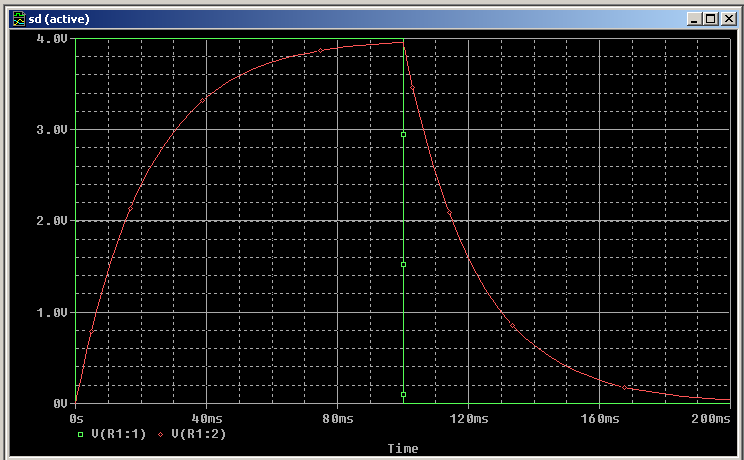 sd (active)
4.0V
3.0V
2.0V
1.0V
0V
0s 40ms 80ms 120ms 160ms 200ms
V(R1:1) V(R1:2)
Time